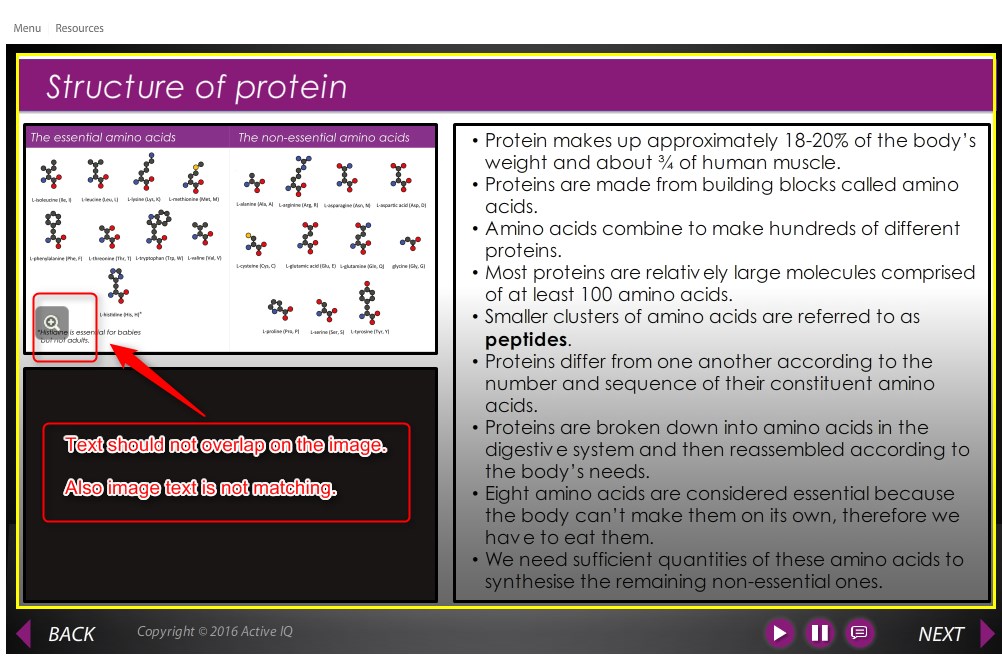 Menu Resources
Structure of protein
The essential amino acids
The non-essential amino acids
L-isoleucine (Ile, I) L-leucine (Leu, L) L-lysine (Lys, K) L-methionine (Met, M)
L-phenylalanine (Phe, F) L-threonine (Thr, T) L-tryptophan (Trp, W) L-valine (Val, V)
L-histidine (His, H)*
*Histidine is essential for babies
but not adults.
L-alanine (Ala, A) L-arginine (Arg, R) L-asparagine (Asn, N) L-aspartic acid (Asp, D)
L-cysteine (Cys, C) L-glutamic acid (Glu, E) L-glutamine (Gln, Q) glycine (Gly, G)
L-proline (Pro, P) L-serine (Ser, S) L-tyrosine (Tyr, Y)
Text should not overlap on the image.
Also image text is not matching.
• Protein makes up approximately 18-20% of the body's
weight and about ¾ of human muscle.
• Proteins are made from building blocks called amino
acids.
• Amino acids combine to make hundreds of different
proteins.
• Most proteins are relatively large molecules comprised
of at least 100 amino acids.
• Smaller clusters of amino acids are referred to as
peptides.
• Proteins differ from one another according to the
number and sequence of their constituent amino
acids.
• Proteins are broken down into amino acids in the
digestive system and then reassembled according to
the body's needs.
• Eight amino acids are considered essential because
the body can't make them on its own, therefore we
have to eat them.
• We need sufficient quantities of these amino acids to
synthesise the remaining non-essential ones.
BACK Copyright © 2016 Active IQ NEXT